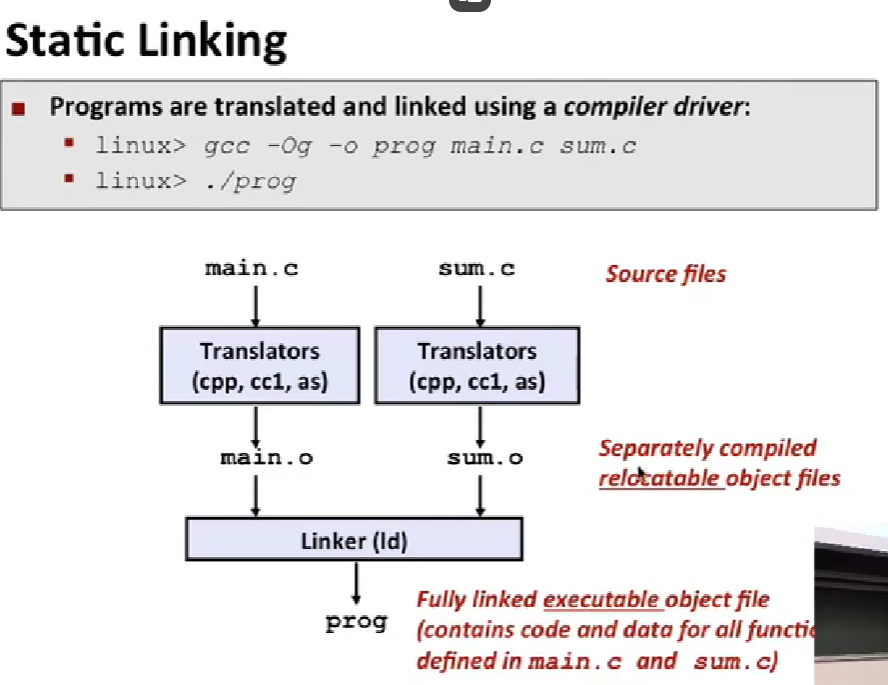 Static Linking
Programs are translated and linked using a compiler driver:
linux> gcc -Og -o prog main.c sum.c
linux> ./prog
main.c
sum.c
Source files
Translators
(cpp, cc1, as)
Translators
(cpp, cc1, as)
main.o
sum.o
Separately compiled
relocatable object files
Linker (ld)
prog
Fully linked executable object file
(contains code and data for all
defined in main.c and sum.c)